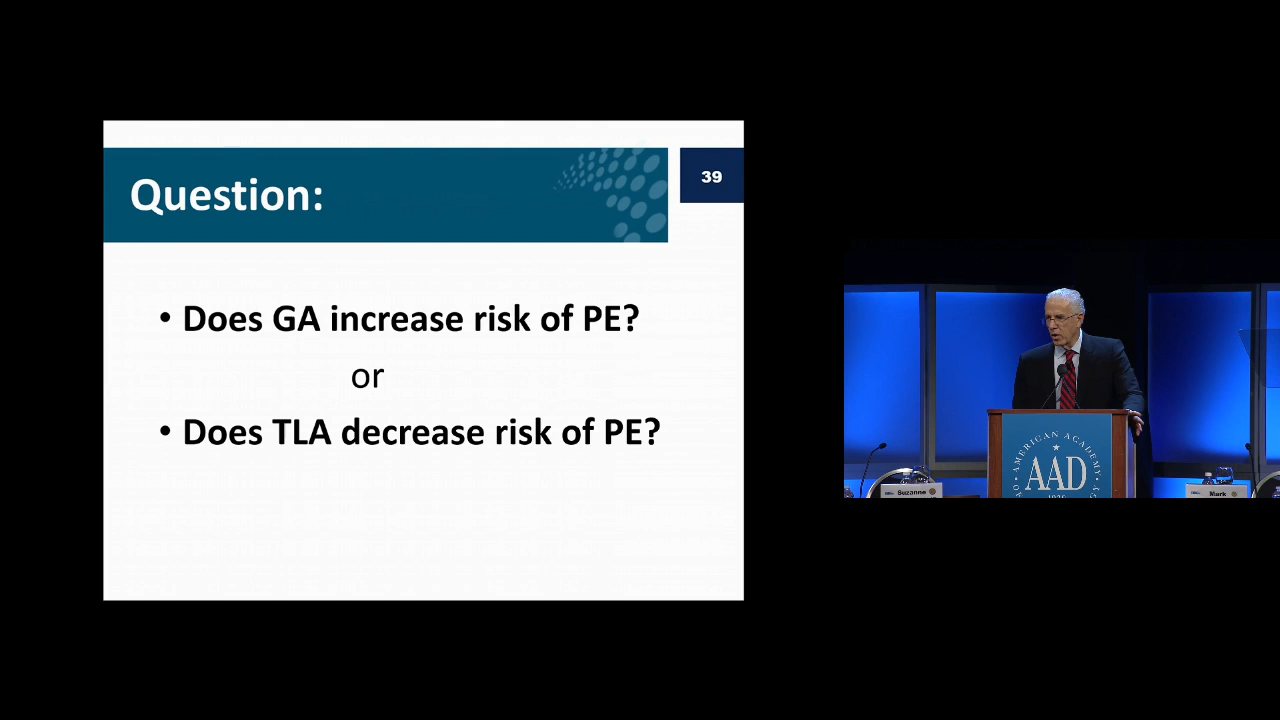 Question:
39
• Does GA increase risk of PE?
or
• Does TLA decrease risk of PE?
AMERICAN ACADEMY
AAD
Suzanne
Mark